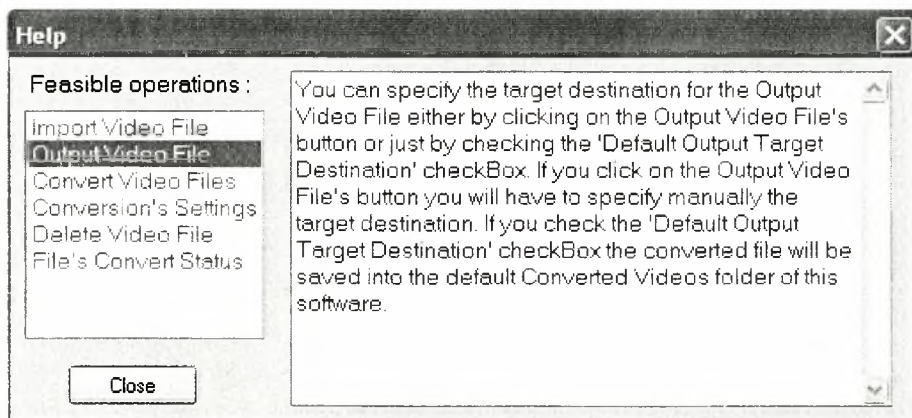 Help
Feasible operations :
Import Video File
Output Video File
Convert Video Files
Conversion's Settings
Delete Video File
File's Convert Status
Close
You can specify the target destination for the Output
Video File either by clicking on the Output Video File's
button or just by checking the 'Default Output Target
Destination' checkBox. If you click on the Output Video
File's button you will have to specify manually the
target destination. If you check the 'Default Output
Target Destination' checkBox the converted file will be
saved into the default Converted Videos folder of this
software.